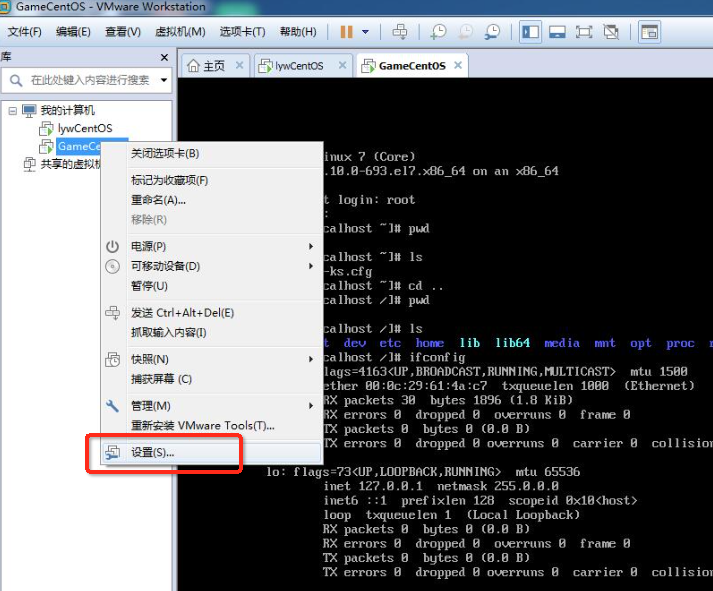 GameCentOS - VMware Workstation
文件(F) 编辑(E) 查看(V) 虚拟机(M) 选项卡(T) 帮助(H)
库
主页 lywCentOS GameCentOS
在此处键入内容进行搜索
我的计算机
lywCentOS
GameCe
共享的虚拟机
关闭选项卡(B)
标记为收藏项(F)
重命名(A)...
移除(R)
电源(P)
可移动设备(D)
暂停(U)
发送 Ctrl+Alt+Del(E)
抓取输入内容(I)
快照(N)
捕获屏幕 (C)
管理(M)
重新安装 VMware Tools(T)...
设置(S)...
inux 7 (Core)
.10.0-693.el7.x86_64 on an x86_64
t login: root
:
calhost ~]# pwd
calhost ~]# ls
-ks.cfg
calhost ~]# cd ..
calhost /]# pwd
calhost /]# ls
t dev etc home lib lib64 media mnt opt proc
calhost /]# ifconfig
lags=4163<UP,BROADCAST,RUNNING,MULTICAST> mtu 1500
ether 00:0c:29:61:4a:c7 txqueuelen 1000 (Ethernet)
RX packets 30 bytes 1896 (1.8 KiB)
RX errors 0 dropped 0 overruns 0 frame 0
TX packets 0 bytes 0 (0.0 B)
TX errors 0 dropped 0 overruns 0 carrier 0 collision
lo: flags=73<UP,LOOPBACK,RUNNING> mtu 65536
inet 127.0.0.1 netmask 255.0.0.0
inet6 ::1 prefixlen 128 scopeid 0x10<host>
loop txqueuelen 1 (Local Loopback)
RX packets 0 bytes 0 (0.0 B)
RX errors 0 dropped 0 overruns 0 frame 0
TX packets 0 bytes 0 (0.0 B)
TX errors 0 dropped 0 overruns 0 carrier 0 collision